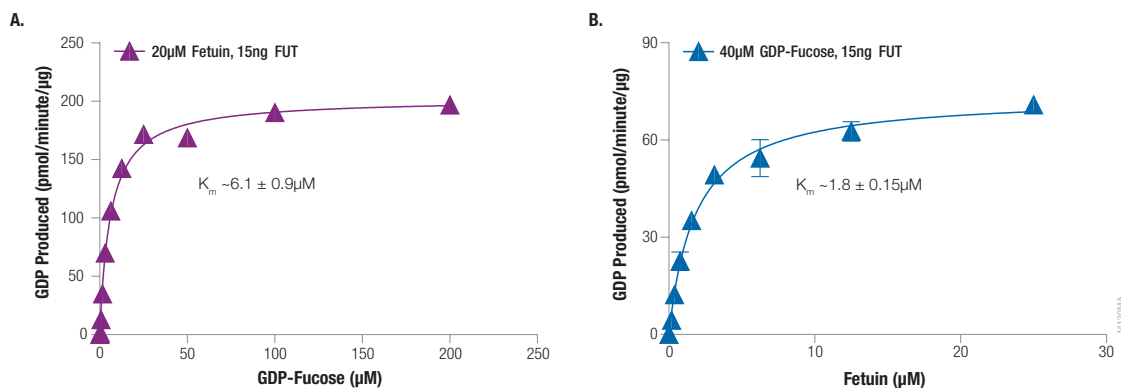 A.
250
200
150
100
50
0
GDP Produced (pmol/minute/µg)
20µM Fetuin, 15ng FUT
K_m ~6.1 ± 0.9µM
0 50 100 150 200 250
GDP-Fucose (µM)
B.
90
60
30
0
GDP Produced (pmol/minute/µg)
40µM GDP-Fucose, 15ng FUT
K_m ~1.8 ± 0.15µM
0 10 20 30
Fetuin (µM)